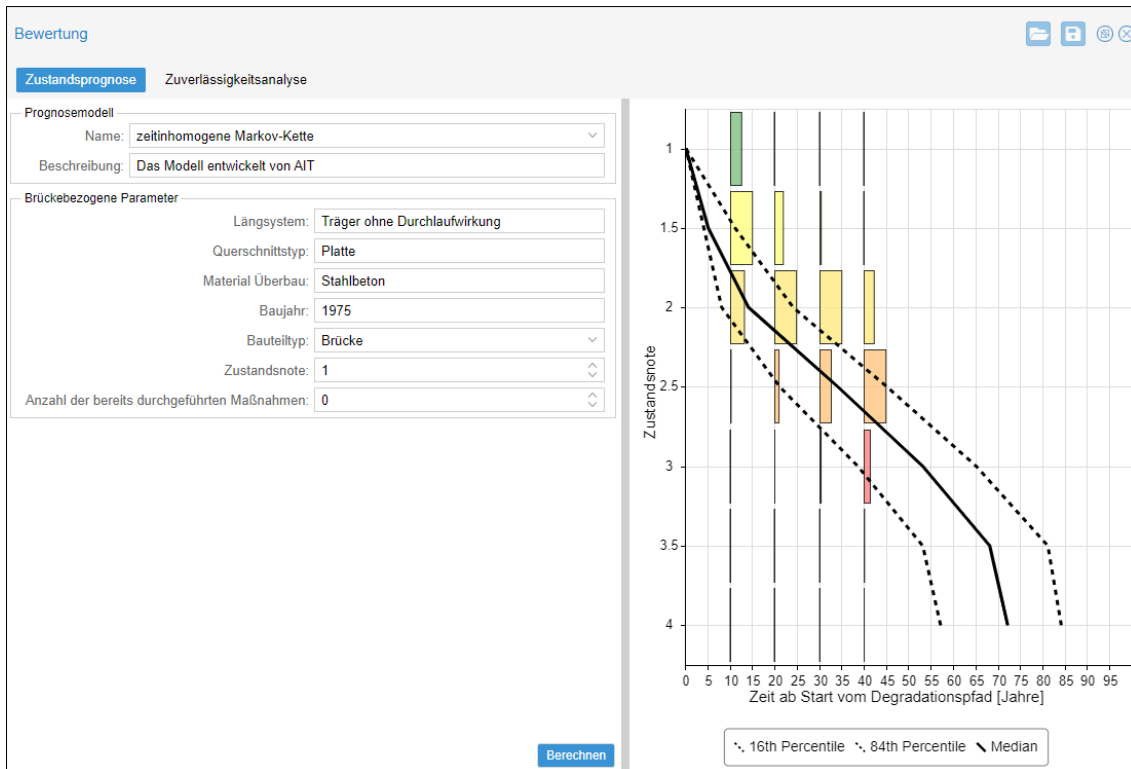 Bewertung
Zustandsprognose Zuverlässigkeitsanalyse
Prognosemodell
Name: zeitinhomogene Markov-Kette
Beschreibung: Das Modell entwickelt von AIT
Brückebezogene Parameter
Längsystem: Träger ohne Durchlaufwirkung
Querschnittstyp: Platte
Material Überbau: Stahlbeton
Baujahr: 1975
Bauteiltyp: Brücke
Zustandsnote: 1
Anzahl der bereits durchgeführten Maßnahmen: 0
Berechnen
Zustandsnote
1
1.5
2
2.5
3
3.5
4
0 5 10 15 20 25 30 35 40 45 50 55 60 65 70 75 80 85 90 95
Zeit ab Start vom Degradationspfad [Jahre]
16th Percentile 84th Percentile Median